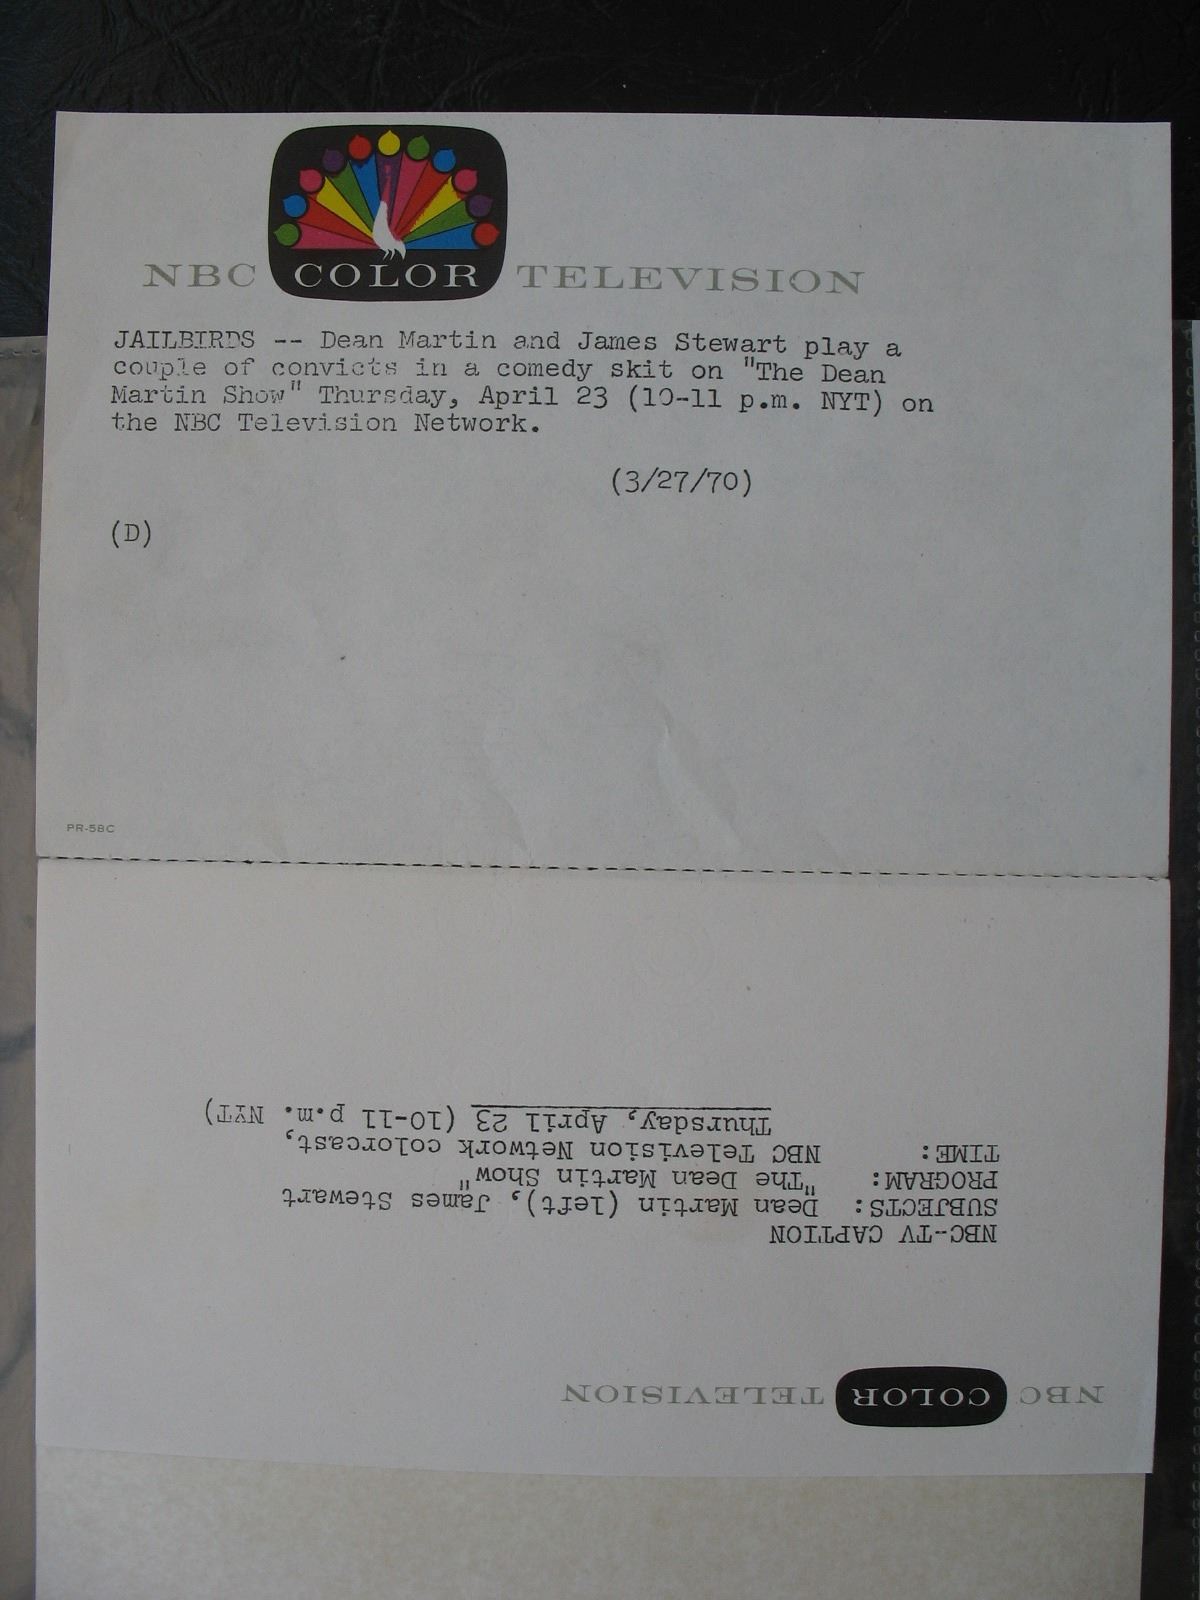 NBC COLOR TELEVISION
JAILBIRDS -- Dean Martin and James Stewart play a
couple of convicts in a comedy skit on "The Dean
Martin Show" Thursday, April 23 (10-11 p.m. NYT) on
the NBC Television Network.
(3/27/70)
(D)
PR-58C
NBC COLOR TELEVISION
NBC-TV CAPTION
SUBJECTS: Dean Martin (left), James Stewart
PROGRAM: "The Dean Martin Show"
TIME: NBC Television Network colorcast,
Thursday, April 23 (10-11 p.m. NYT)